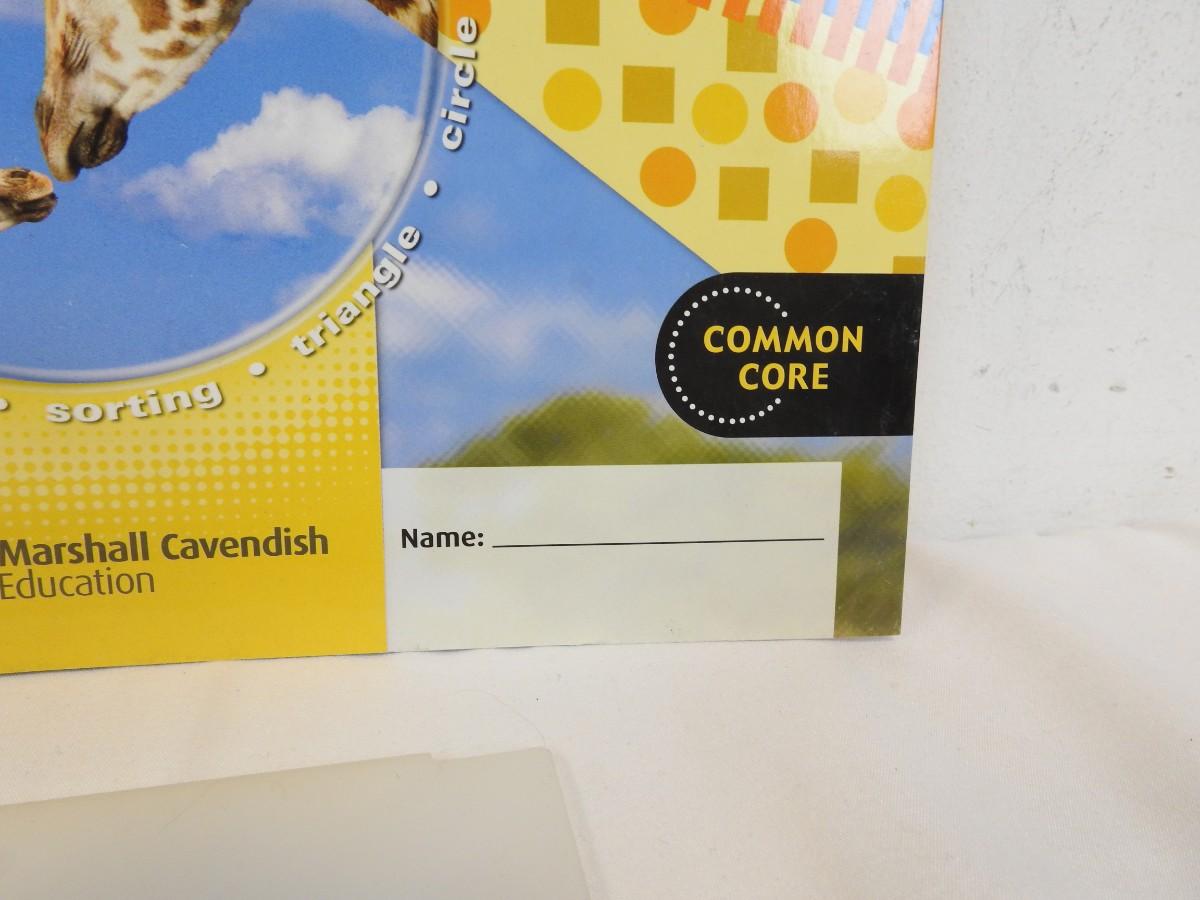 • sorting • triangle • circle
COMMON
CORE
Name:
Marshall Cavendish
Education